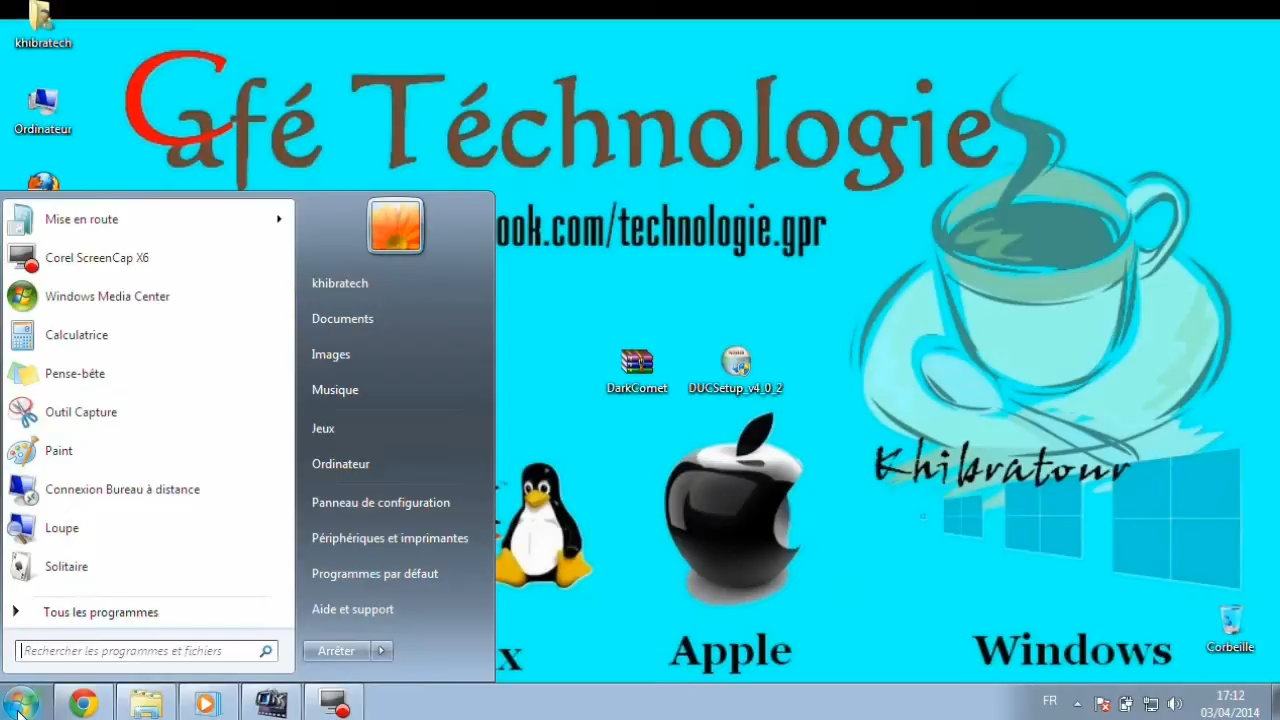 khibratech
Café Téchnologie
Ordinateur
ook.com/technologie.gpr
Mise en route
Corel ScreenCap X6
Windows Media Center
Calculatrice
Pense-bête
Outil Capture
Paint
Connexion Bureau à distance
Loupe
Solitaire
Tous les programmes
Rechercher les programmes et fichiers
khibratech
Documents
Images
Musique
Jeux
Ordinateur
Panneau de configuration
Périphériques et imprimantes
Programmes par défaut
Aide et support
Arrêter
DarkComet
DUCSetup_v4_0_2
Khibratour
x
Apple
Windows
Corbeille
FR
17:12
03/04/2014